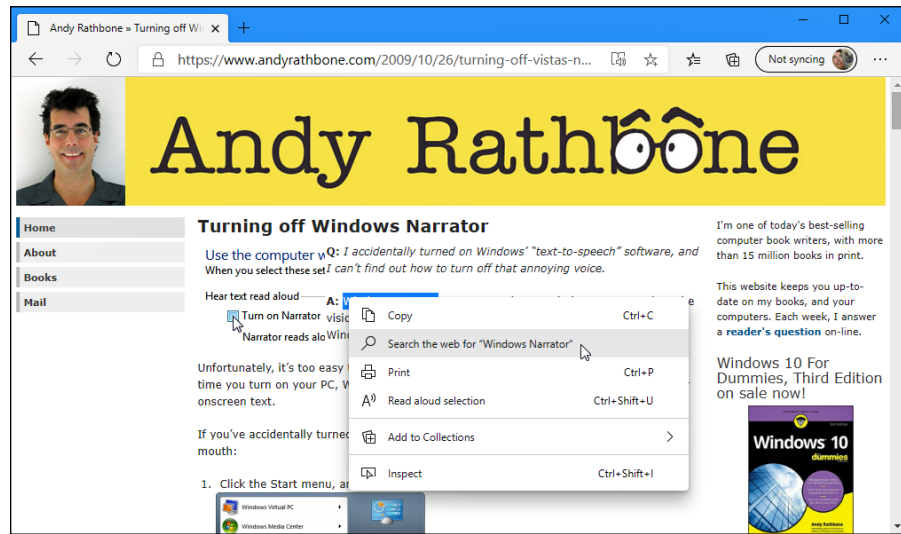 Andy Rathbone » Turning off Wi
https://www.andyrathbone.com/2009/10/26/turning-off-vistas-n...
Not syncing
Andy Rathbone
Home
About
Books
Mail
Turning off Windows Narrator
Use the computer w
When you select these set
Hear text read aloud
Turn on Narrator
Narrator reads alo
Q: I accidentally turned on Windows’ “text-to-speech” software, and
I can’t find out how to turn off that annoying voice.
A:
visio
Wind
Copy Ctrl+C
Search the web for “Windows Narrator”
Print Ctrl+P
Read aloud selection Ctrl+Shift+U
Add to Collections
Inspect Ctrl+Shift+I
Unfortunately, it’s too easy
time you turn on your PC, W
onscreen text.
If you’ve accidentally turned
mouth:
1. Click the Start menu, a
Windows Virtual PC
Windows Media Center
I'm one of today's best-selling
computer book writers, with more
than 15 million books in print.
This website keeps you up-to-
date on my books, and your
computers. Each week, I answer
a reader's question on-line.
Windows 10 For
Dummies, Third Edition
on sale now!
Windows 10
dummies
Andy Rathbone